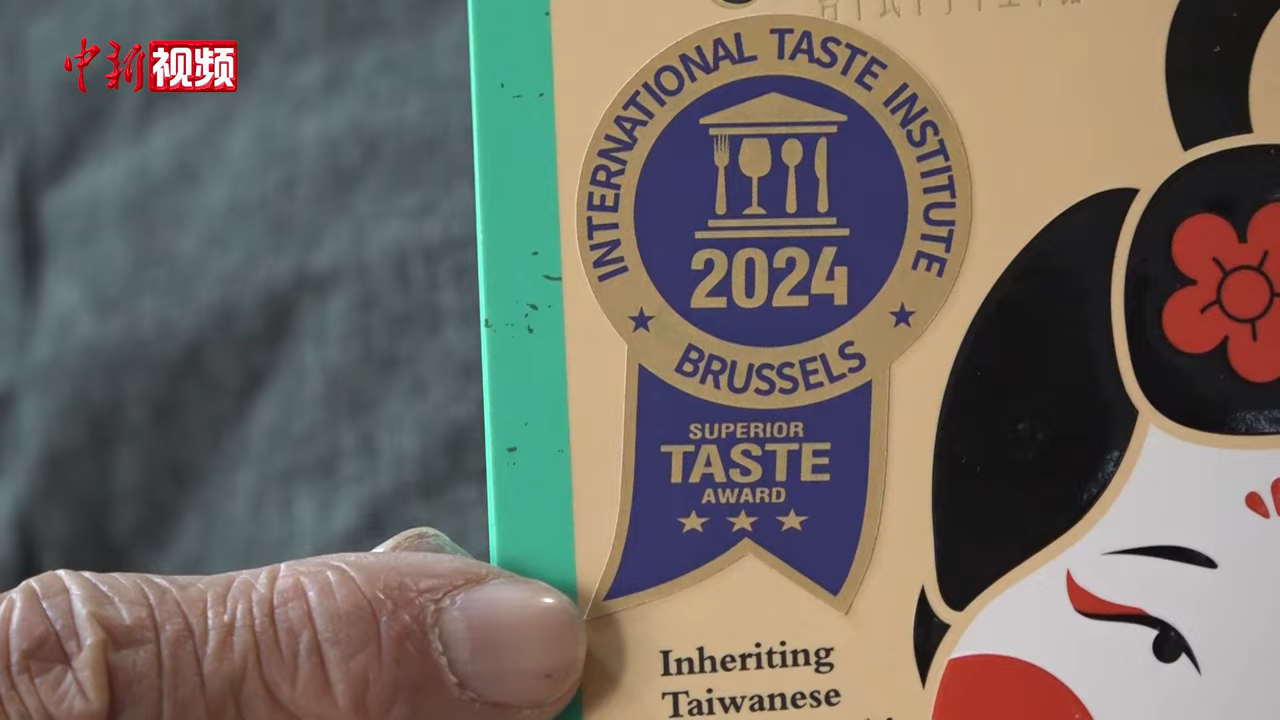 中新视频
INTERNATIONAL TASTE INSTITUTE
2024
BRUSSELS
SUPERIOR
TASTE
AWARD
Inheriting
Taiwanese